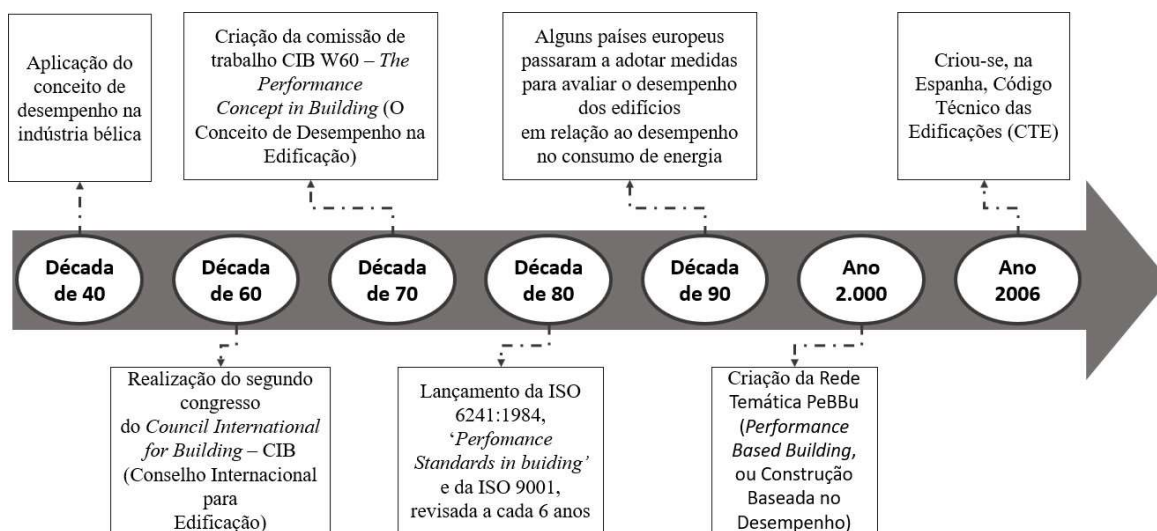 Aplicação do
conceito de
desempenho na
indústria bélica
Criação da comissão de
trabalho CIB W60 – The
Performance
Concept in Building (O
Conceito de Desempenho na
Edificação)
Alguns países europeus
passaram a adotar medidas
para avaliar o desempenho
dos edifícios
em relação ao desempenho
no consumo de energia
Criou-se, na
Espanha, Código
Técnico das
Edificações (CTE)
Década
de 40
Década
de 60
Década
de 70
Década
de 80
Década
de 90
Ano
2.000
Ano
2006
Realização do segundo
congresso
do Council International
for Building – CIB
(Conselho Internacional
para
Edificação)
Lançamento da ISO
6241:1984,
‘Perfomance
Standards in buiding’
e da ISO 9001,
revisada a cada 6 anos
Criação da Rede
Temática PeBBu
(Performance
Based Building,
ou Construção
Baseada no
Desempenho)